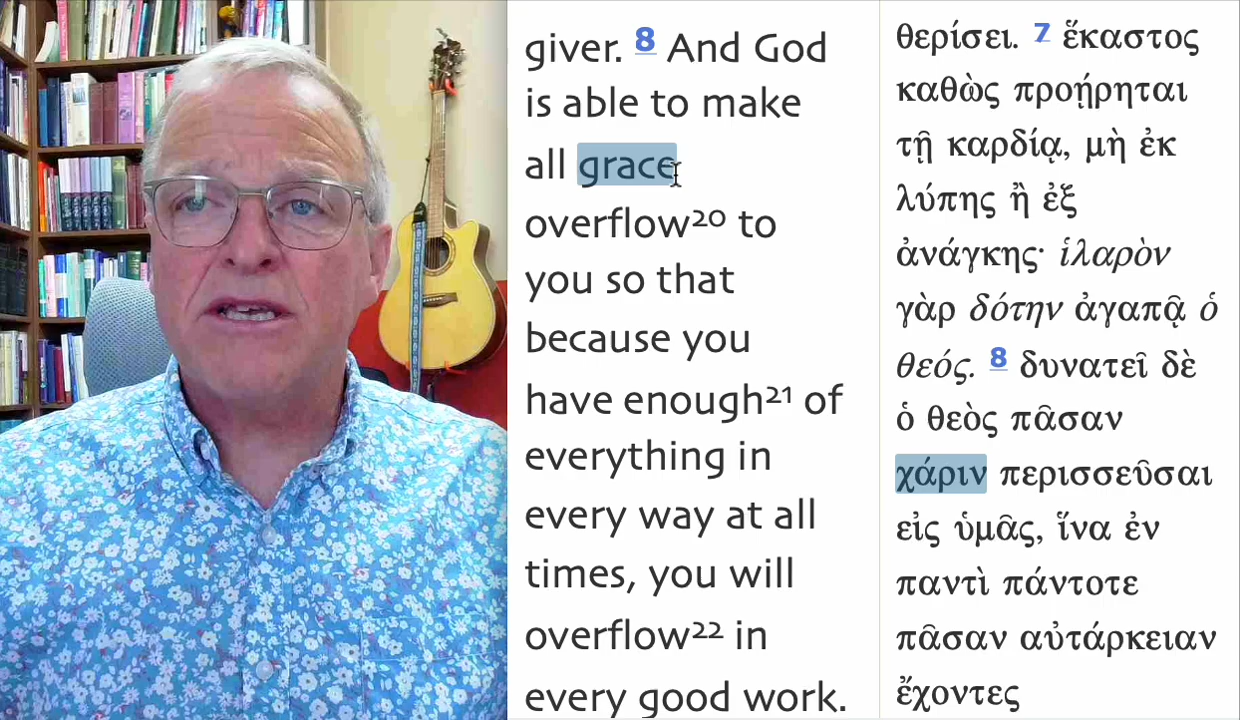 giver. 8 And God
is able to make
all grace
overflow20 to
you so that
because you
have enough21 of
everything in
every way at all
times, you will
overflow22 in
every good work.
θερίσει. 7 ἕκαστος
καθὼς προῄρηται
τῇ καρδίᾳ, μὴ ἐκ
λύπης ἢ ἐξ
ἀνάγκης· ἱλαρὸν
γὰρ δότην ἀγαπᾷ ὁ
θεός. 8 δυνατεῖ δὲ
ὁ θεὸς πᾶσαν
χάριν περισσεῦσαι
εἰς ὑμᾶς, ἵνα ἐν
παντὶ πάντοτε
πᾶσαν αὐτάρκειαν
ἔχοντες